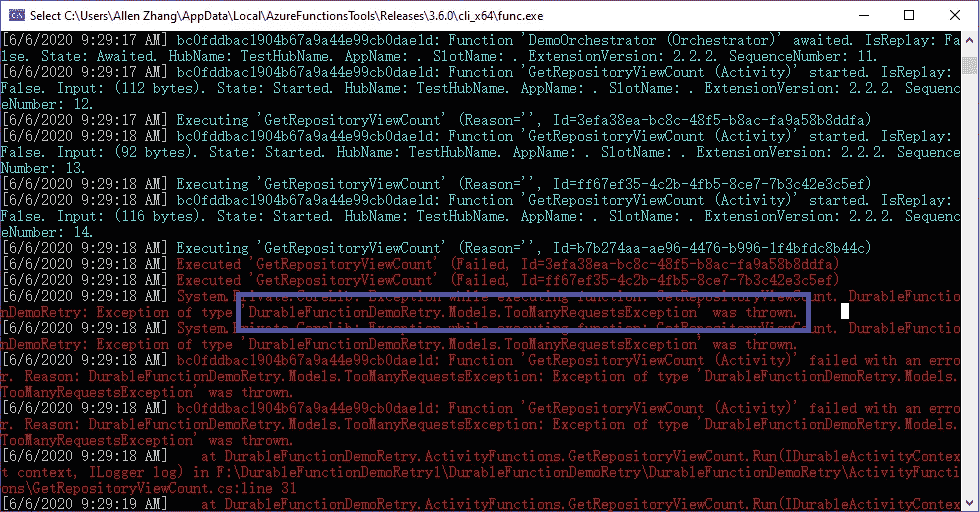 Select C:\Users\Allen Zhang\AppData\Local\AzureFunctionsTools\Releases\3.6.0\cli_x64\func.exe
[6/6/2020 9:29:17 AM] bc0fddbac1904b67a9a44e99cb0dae1d: Function 'DemoOrchestrator (Orchestrator)' awaited. IsReplay: Fa
lse. State: Awaited. HubName: TestHubName. AppName: . SlotName: . ExtensionVersion: 2.2.2. SequenceNumber: 11.
[6/6/2020 9:29:17 AM] bc0fddbac1904b67a9a44e99cb0dae1d: Function 'GetRepositoryViewCount (Activity)' started. IsReplay:
False. Input: (112 bytes). State: Started. HubName: TestHubName. AppName: . SlotName: . ExtensionVersion: 2.2.2. Sequenc
eNumber: 12.
[6/6/2020 9:29:17 AM] Executing 'GetRepositoryViewCount' (Reason='', Id=3efa38ea-bc8c-48f5-b8ac-fa9a58b8ddfa)
[6/6/2020 9:29:18 AM] bc0fddbac1904b67a9a44e99cb0dae1d: Function 'GetRepositoryViewCount (Activity)' started. IsReplay:
False. Input: (92 bytes). State: Started. HubName: TestHubName. AppName: . SlotName: . ExtensionVersion: 2.2.2. Sequence
Number: 13.
[6/6/2020 9:29:18 AM] Executing 'GetRepositoryViewCount' (Reason='', Id=ff67ef35-4c2b-4fb5-8ce7-7b3c42e3c5ef)
[6/6/2020 9:29:18 AM] bc0fddbac1904b67a9a44e99cb0dae1d: Function 'GetRepositoryViewCount (Activity)' started. IsReplay:
False. Input: (116 bytes). State: Started. HubName: TestHubName. AppName: . SlotName: . ExtensionVersion: 2.2.2. Sequenc
eNumber: 14.
[6/6/2020 9:29:18 AM] Executing 'GetRepositoryViewCount' (Reason='', Id=b7b274aa-ae96-4476-b996-1f4bfdc8b44c)
[6/6/2020 9:29:18 AM] Executed 'GetRepositoryViewCount' (Failed, Id=3efa38ea-bc8c-48f5-b8ac-fa9a58b8ddfa)
[6/6/2020 9:29:18 AM] Executed 'GetRepositoryViewCount' (Failed, Id=ff67ef35-4c2b-4fb5-8ce7-7b3c42e3c5ef)
[6/6/2020 9:29:18 AM] System.Private.CoreLib: Exception while executing function: GetRepositoryViewCount. DurableFunctio
nDemoRetry: Exception of type 'DurableFunctionDemoRetry.Models.TooManyRequestsException' was thrown.
[6/6/2020 9:29:18 AM] System.Private.CoreLib: Exception while executing function: GetRepositoryViewCount. DurableFunctio
nDemoRetry: Exception of type 'DurableFunctionDemoRetry.Models.TooManyRequestsException' was thrown.
[6/6/2020 9:29:18 AM] bc0fddbac1904b67a9a44e99cb0dae1d: Function 'GetRepositoryViewCount (Activity)' failed with an erro
r. Reason: DurableFunctionDemoRetry.Models.TooManyRequestsException: Exception of type 'DurableFunctionDemoRetry.Models.
TooManyRequestsException' was thrown.
[6/6/2020 9:29:18 AM] bc0fddbac1904b67a9a44e99cb0dae1d: Function 'GetRepositoryViewCount (Activity)' failed with an erro
r. Reason: DurableFunctionDemoRetry.Models.TooManyRequestsException: Exception of type 'DurableFunctionDemoRetry.Models.
TooManyRequestsException' was thrown.
[6/6/2020 9:29:18 AM]    at DurableFunctionDemoRetry.ActivityFunctions.GetRepositoryViewCount.Run(IDurableActivityContex
t context, ILogger log) in F:\DurableFunctionDemoRetry1\DurableFunctionDemoRetry\DurableFunctionDemoRetry\ActivityFuncti
ons\GetRepositoryViewCount.cs:line 31
[6/6/2020 9:29:19 AM]    at DurableFunctionDemoRetry.ActivityFunctions.GetRepositoryViewCount.Run(IDurableActivityContex